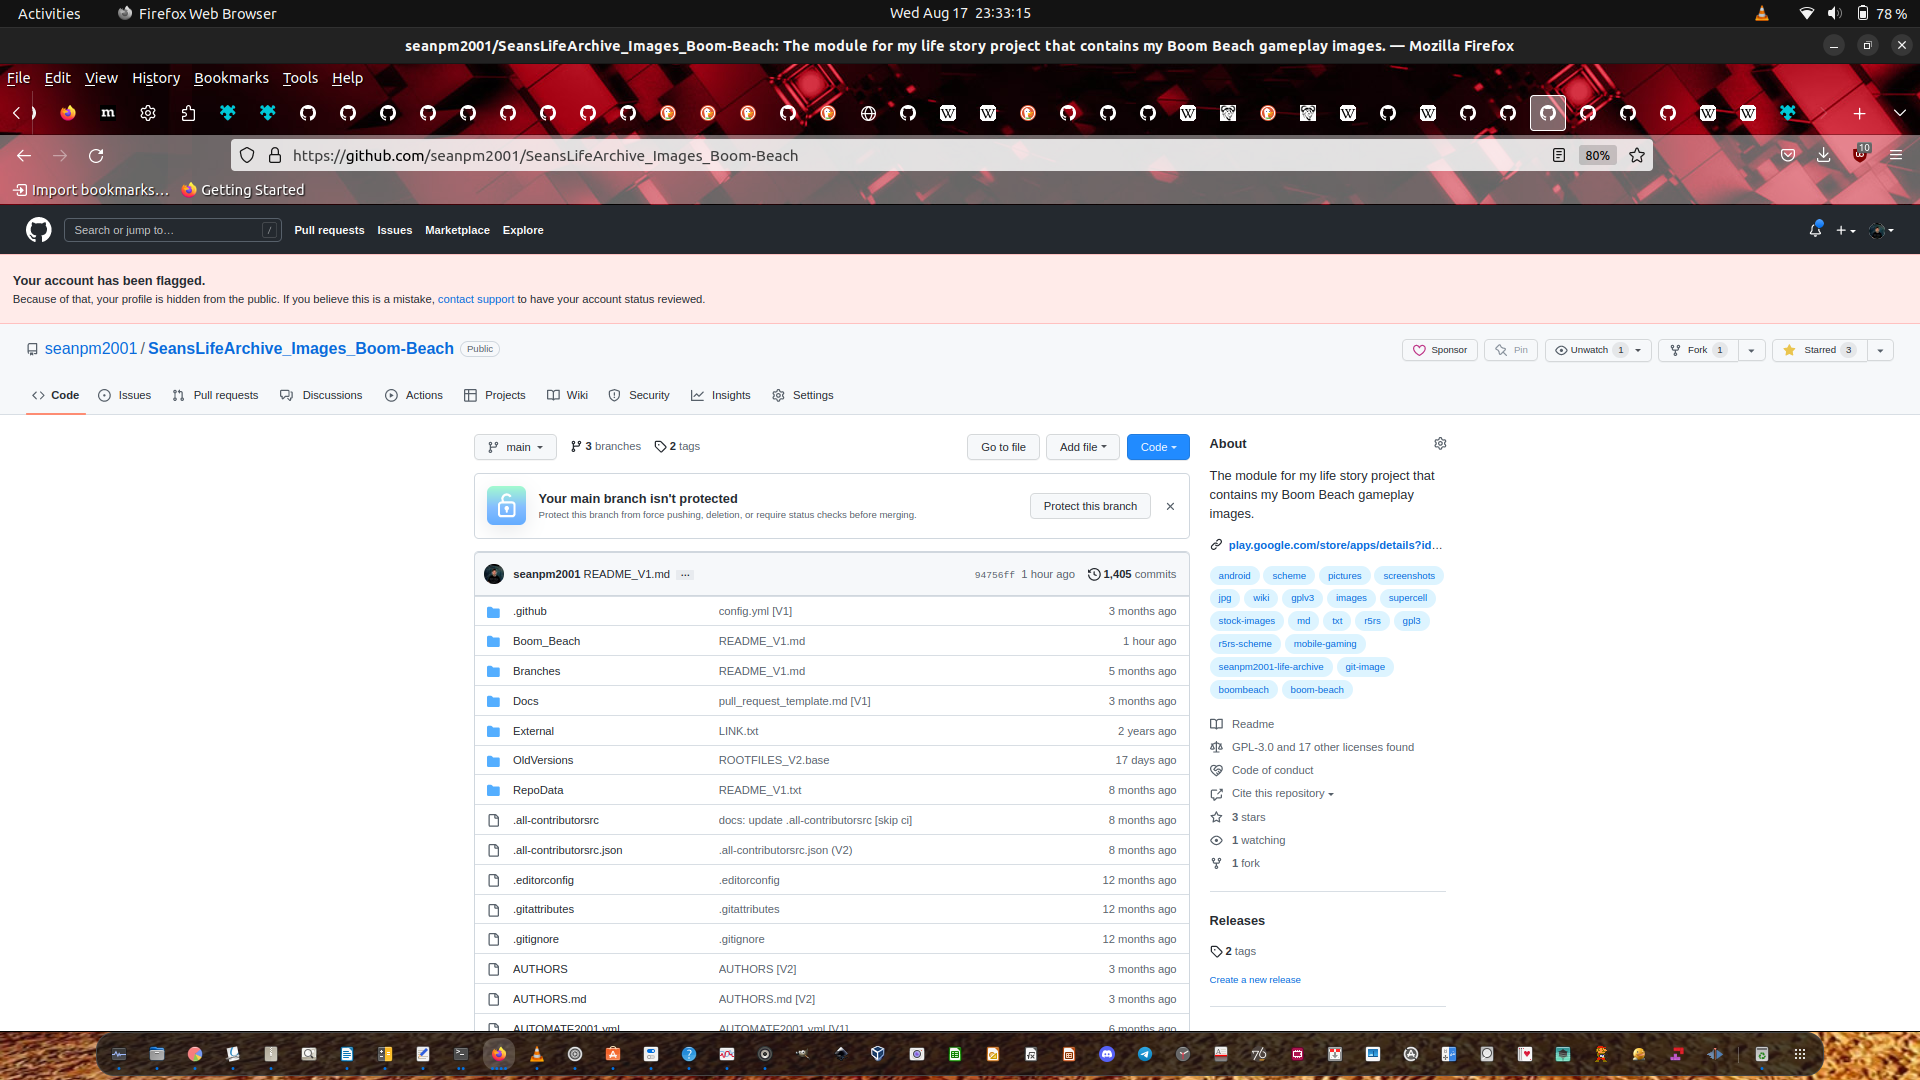 Activities
Firefox Web Browser
Wed Aug 17 23:33:15
78 %
seanpm2001/SeansLifeArchive_Images_Boom-Beach: The module for my life story project that contains my Boom Beach gameplay images. — Mozilla Firefox
File Edit View History Bookmarks Tools Help
https://github.com/seanpm2001/SeansLifeArchive_Images_Boom-Beach
80%
10
Import bookmarks…
Getting Started
Search or jump to…
/
Pull requests
Issues
Marketplace
Explore
Your account has been flagged.
Because of that, your profile is hidden from the public. If you believe this is a mistake, contact support to have your account status reviewed.
seanpm2001 / SeansLifeArchive_Images_Boom-Beach Public
Sponsor
Pin
Unwatch 1
Fork 1
Starred 3
Code
Issues
Pull requests
Discussions
Actions
Projects
Wiki
Security
Insights
Settings
main
3 branches
2 tags
Go to file
Add file
Code
Your main branch isn't protected
Protect this branch from force pushing, deletion, or require status checks before merging.
Protect this branch
seanpm2001 README_V1.md ...
94756ff 1 hour ago
1,405 commits
.github config.yml [V1] 3 months ago
Boom_Beach README_V1.md 1 hour ago
Branches README_V1.md 5 months ago
Docs pull_request_template.md [V1] 3 months ago
External LINK.txt 2 years ago
OldVersions ROOTFILES_V2.base 17 days ago
RepoData README_V1.txt 8 months ago
.all-contributorsrc docs: update .all-contributorsrc [skip ci] 8 months ago
.all-contributorsrc.json .all-contributorsrc.json (V2) 8 months ago
.editorconfig .editorconfig 12 months ago
.gitattributes .gitattributes 12 months ago
.gitignore .gitignore 12 months ago
AUTHORS AUTHORS [V2] 3 months ago
AUTHORS.md AUTHORS.md [V2] 3 months ago
AUTOMATE2001.yml AUTOMATE2001.yml [V1] 6 months ago
About
The module for my life story project that
contains my Boom Beach gameplay
images.
play.google.com/store/apps/details?id…
android scheme pictures screenshots
jpg wiki gplv3 images supercell
stock-images md txt r5rs gpl3
r5rs-scheme mobile-gaming
seanpm2001-life-archive git-image
boombeach boom-beach
Readme
GPL-3.0 and 17 other licenses found
Code of conduct
Cite this repository
3 stars
1 watching
1 fork
Releases
2 tags
Create a new release